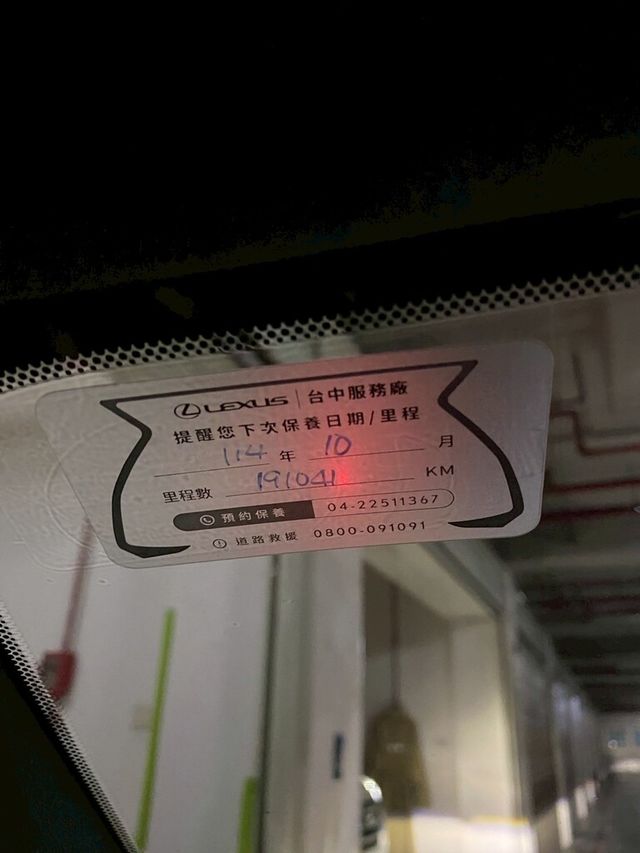 LEXUS | 台中服務廠
提醒您下次保養日期/里程
114 年 10 月
里程數 191041 KM
預約保養 04-22511367
道路救援 0800-091091